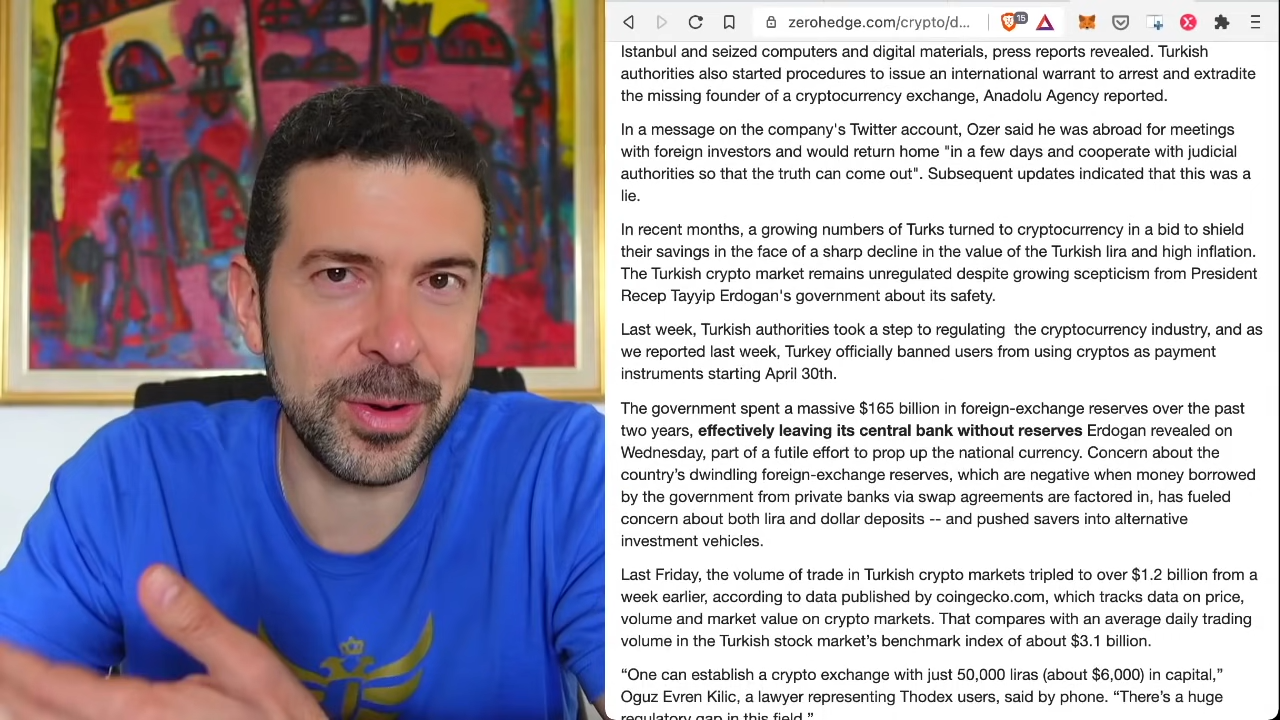 zerohedge.com/crypto/d...
15
Istanbul and seized computers and digital materials, press reports revealed. Turkish
authorities also started procedures to issue an international warrant to arrest and extradite
the missing founder of a cryptocurrency exchange, Anadolu Agency reported.
In a message on the company's Twitter account, Ozer said he was abroad for meetings
with foreign investors and would return home "in a few days and cooperate with judicial
authorities so that the truth can come out". Subsequent updates indicated that this was a
lie.
In recent months, a growing numbers of Turks turned to cryptocurrency in a bid to shield
their savings in the face of a sharp decline in the value of the Turkish lira and high inflation.
The Turkish crypto market remains unregulated despite growing scepticism from President
Recep Tayyip Erdogan's government about its safety.
Last week, Turkish authorities took a step to regulating  the cryptocurrency industry, and as
we reported last week, Turkey officially banned users from using cryptos as payment
instruments starting April 30th.
The government spent a massive $165 billion in foreign-exchange reserves over the past
two years, effectively leaving its central bank without reserves Erdogan revealed on
Wednesday, part of a futile effort to prop up the national currency. Concern about the
country’s dwindling foreign-exchange reserves, which are negative when money borrowed
by the government from private banks via swap agreements are factored in, has fueled
concern about both lira and dollar deposits -- and pushed savers into alternative
investment vehicles.
Last Friday, the volume of trade in Turkish crypto markets tripled to over $1.2 billion from a
week earlier, according to data published by coingecko.com, which tracks data on price,
volume and market value on crypto markets. That compares with an average daily trading
volume in the Turkish stock market’s benchmark index of about $3.1 billion.
“One can establish a crypto exchange with just 50,000 liras (about $6,000) in capital,”
Oguz Evren Kilic, a lawyer representing Thodex users, said by phone. “There’s a huge
regulatory gap in this field.”